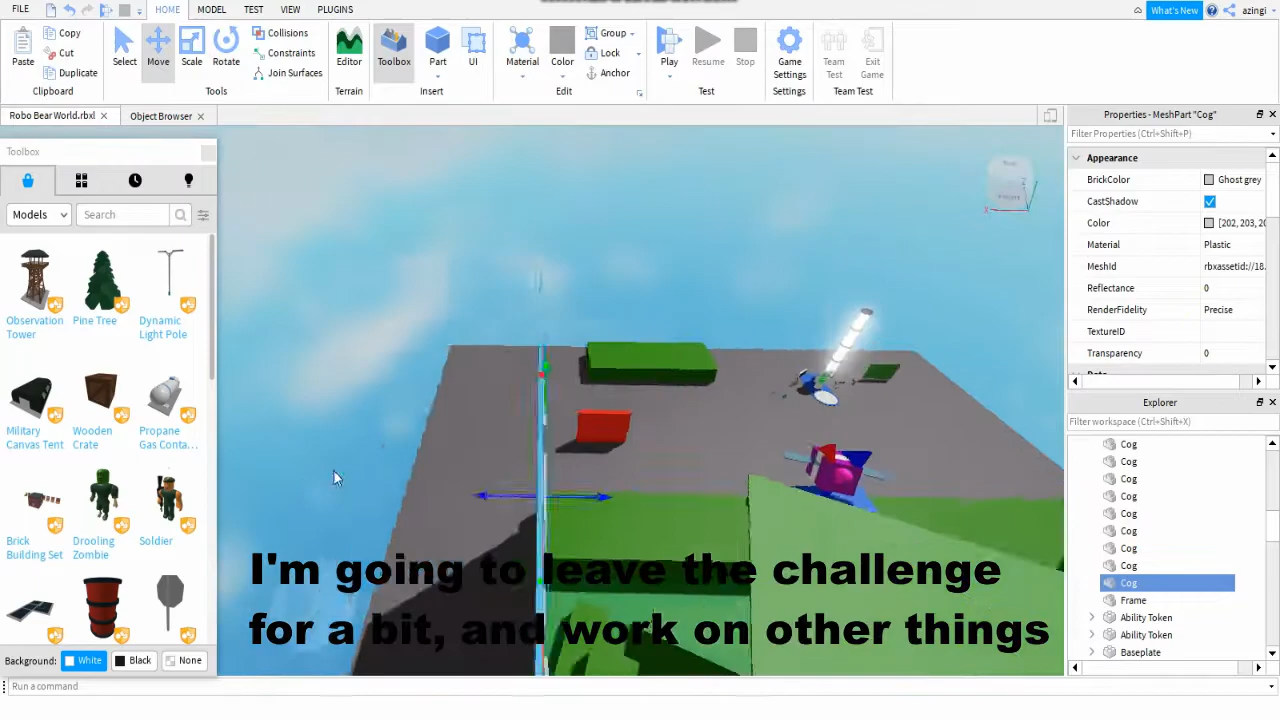 FILE HOME MODEL TEST VIEW PLUGINS What's New azingi
Paste Copy Cut Duplicate Clipboard
Select Move Scale Rotate Collisions Constraints Join Surfaces Tools
Editor Terrain
Toolbox Part UI Insert
Material Color Group Lock Anchor Edit
Play Resume Stop Test
Game Settings Settings
Team Test Exit Game Team Test
Robo Bear World.rbxl Object Browser
Toolbox
Models Search
Observation Tower
Pine Tree
Dynamic Light Pole
Military Canvas Tent
Wooden Crate
Propane Gas Conta...
Brick Building Set
Drooling Zombie
Soldier
Background: White Black None
Run a command
I'm going to leave the challenge
for a bit, and work on other things
Properties - MeshPart "Cog"
Filter Properties (Ctrl+Shift+P)
Appearance
BrickColor Ghost grey
CastShadow
Color [202, 203, 20
Material Plastic
MeshId rbxassetid://18.
Reflectance 0
RenderFidelity Precise
TextureID
Transparency 0
Explorer
Filter workspace (Ctrl+Shift+X)
Cog
Cog
Cog
Cog
Cog
Cog
Cog
Cog
Cog
Frame
Ability Token
Ability Token
Baseplate